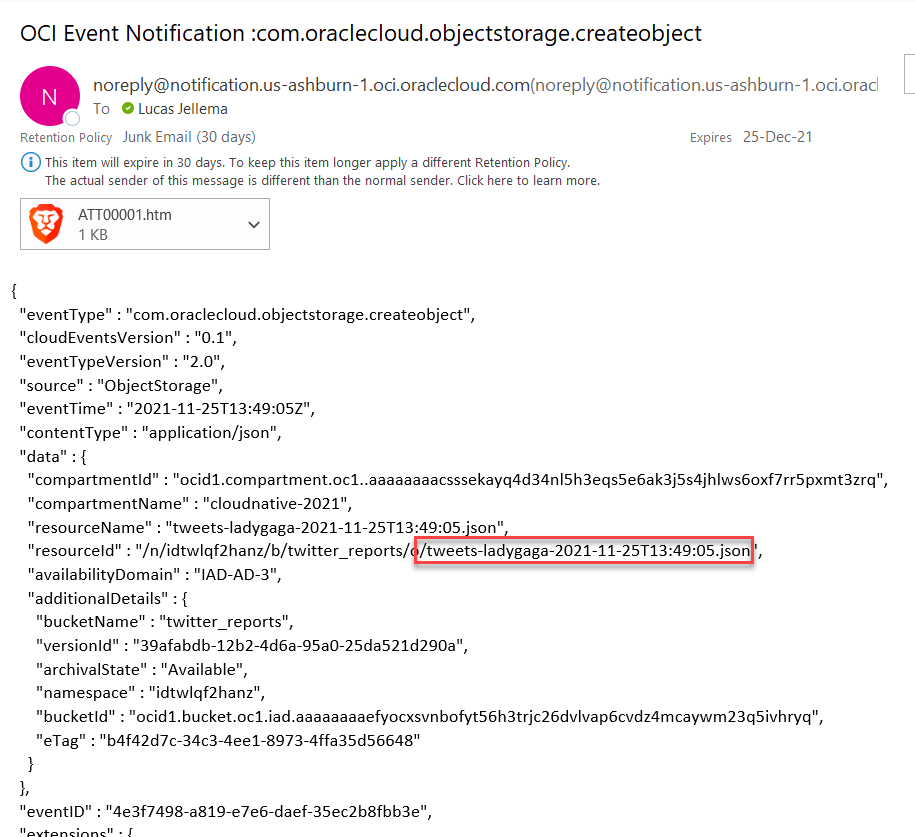 OCI Event Notification :com.oraclecloud.objectstorage.createobject
N
noreply@notification.us-ashburn-1.oci.oraclecloud.com(noreply@notification.us-ashburn-1.oci.oracl
To Lucas Jellema
Retention Policy Junk Email (30 days) Expires 25-Dec-21
This item will expire in 30 days. To keep this item longer apply a different Retention Policy.
The actual sender of this message is different than the normal sender. Click here to learn more.
ATT00001.htm
1 KB
{
"eventType" : "com.oraclecloud.objectstorage.createobject",
"cloudEventsVersion" : "0.1",
"eventTypeVersion" : "2.0",
"source" : "ObjectStorage",
"eventTime" : "2021-11-25T13:49:05Z",
"contentType" : "application/json",
"data" : {
"compartmentId" : "ocid1.compartment.oc1..aaaaaaaacsssekayq4d34nl5h3eqs5e6ak3j5s4jhlws6oxf7rr5pxmt3zrq",
"compartmentName" : "cloudnative-2021",
"resourceName" : "tweets-ladygaga-2021-11-25T13:49:05.json",
"resourceId" : "/n/idtwlqf2hanz/b/twitter_reports/o/tweets-ladygaga-2021-11-25T13:49:05.json",
"availabilityDomain" : "IAD-AD-3",
"additionalDetails" : {
"bucketName" : "twitter_reports",
"versionId" : "39afabdb-12b2-4d6a-95a0-25da521d290a",
"archivalState" : "Available",
"namespace" : "idtwlqf2hanz",
"bucketId" : "ocid1.bucket.oc1.iad.aaaaaaaaefyocxsvnbofyt56h3trjc26dvlvap6cvdz4mcaywm23q5ivhryq",
"eTag" : "b4f42d7c-34c3-4ee1-8973-4ffa35d56648"
}
},
"eventID" : "4e3f7498-a819-e7e6-daef-35ec2b8fbb3e",
"extensions" : {